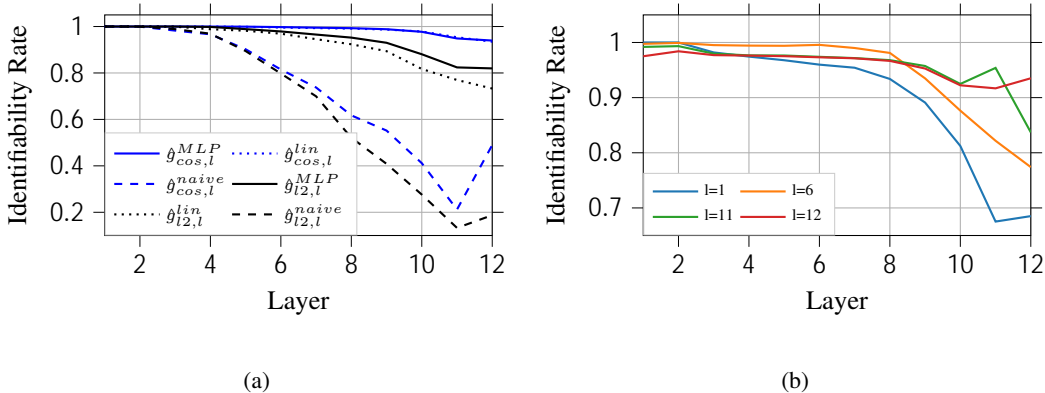 1
0.8
0.6
0.4
0.2
Identifiability Rate
ĝ^{MLP}_{cos,l} ĝ^{lin}_{cos,l}
ĝ^{naive}_{cos,l} ĝ^{MLP}_{l2,l}
ĝ^{lin}_{l2,l} ĝ^{naive}_{l2,l}
2 4 6 8 10 12
Layer
(a)
1
0.9
0.8
0.7
Identifiability Rate
l=1 l=6
l=11 l=12
2 4 6 8 10 12
Layer
(b)